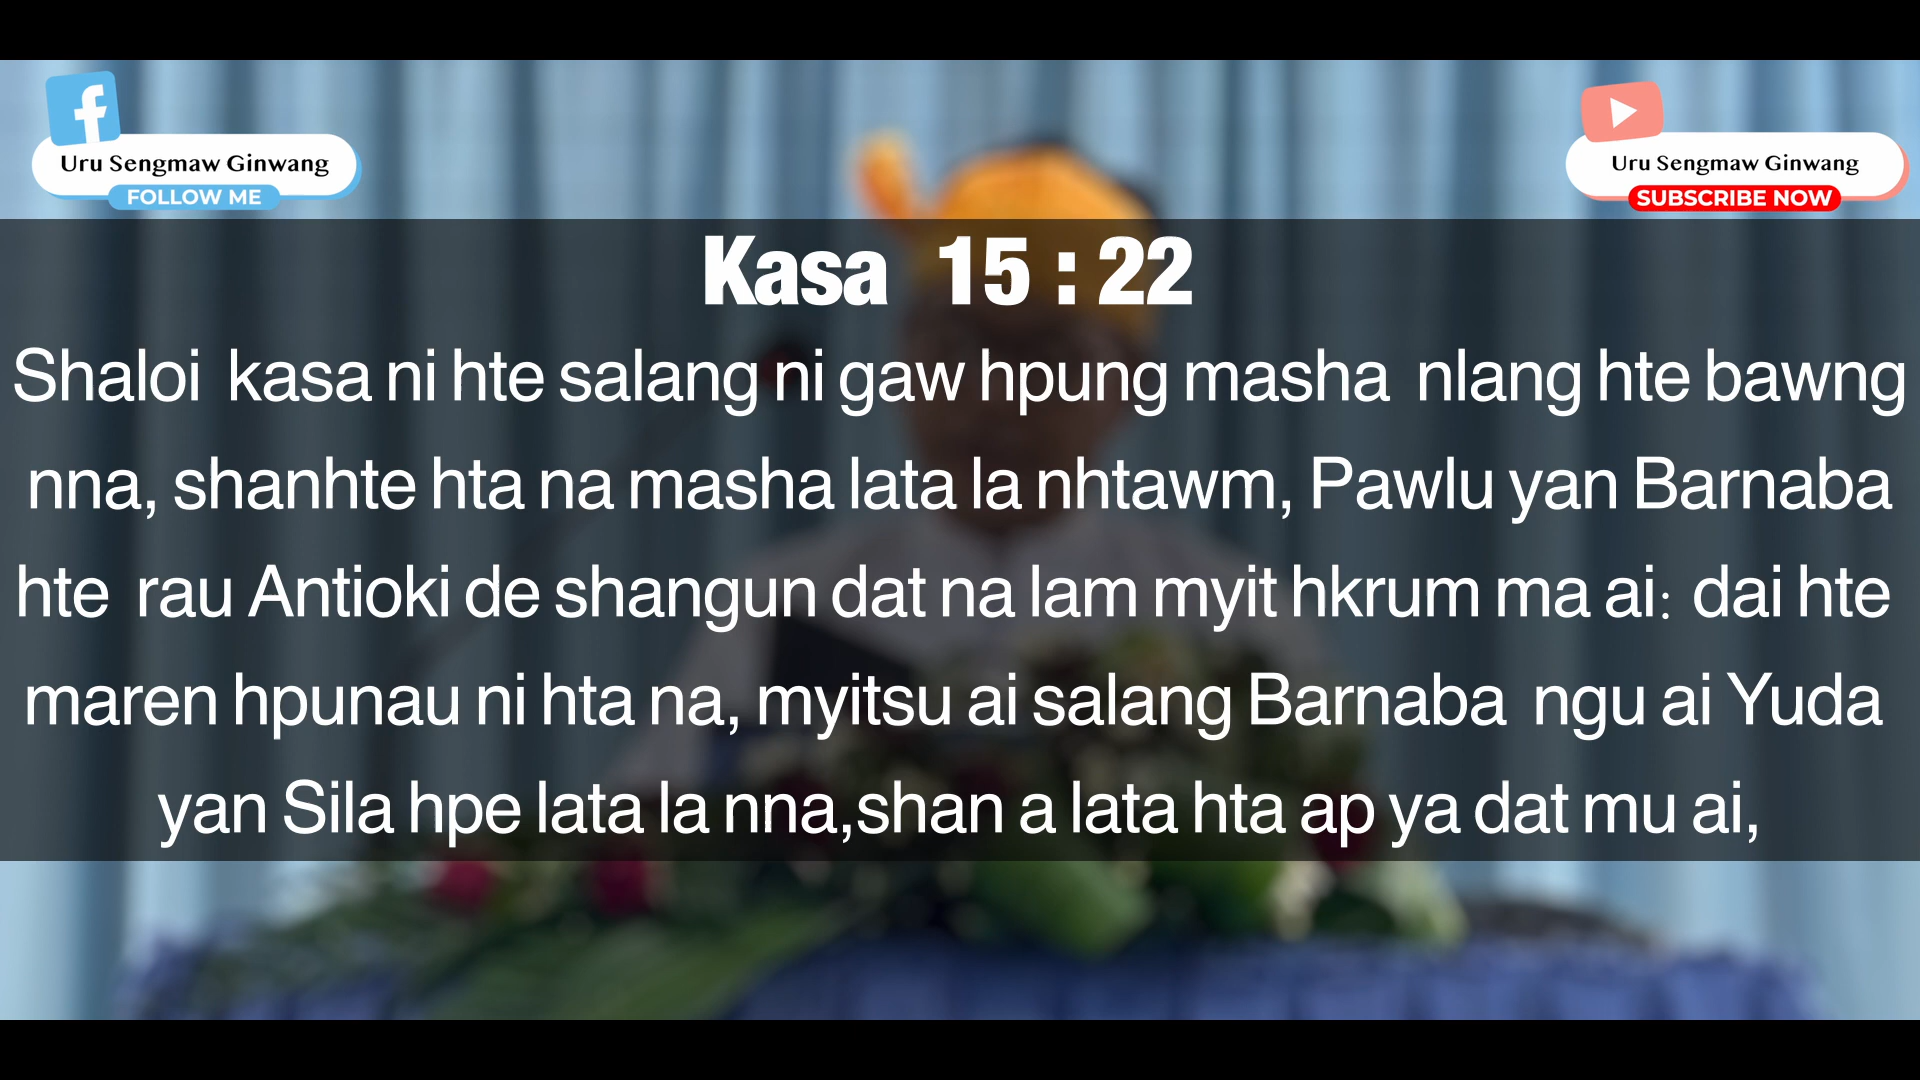 Uru Sengmaw Ginwang
FOLLOW ME
Uru Sengmaw Ginwang
SUBSCRIBE NOW
Kasa 15 : 22
Shaloi kasa ni hte salang ni gaw hpung masha nlang hte bawng
nna, shanhte hta na masha lata la nhtawm, Pawlu yan Barnaba
hte rau Antioki de shangun dat na lam myit hkrum ma ai: dai hte
maren hpunau ni hta na, myitsu ai salang Barnaba ngu ai Yuda
yan Sila hpe lata la nna,shan a lata hta ap ya dat mu ai,